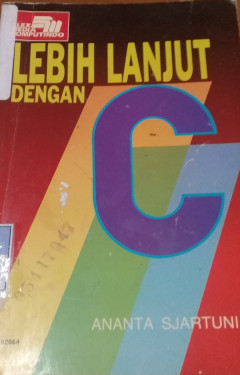 ELEX
MEDIA
KOMPUTINDO
LEBIH LANJUT
DENGAN
C
ANANTA SJARTUNI